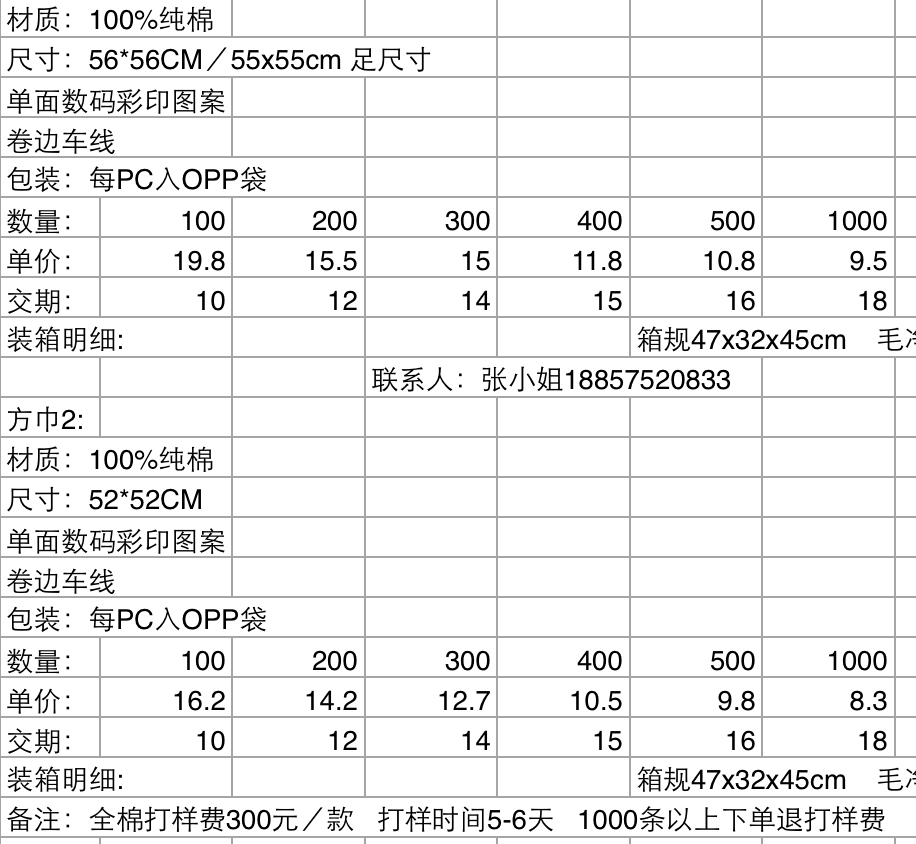 材质：100%纯棉
尺寸：56*56CM／55x55cm 足尺寸
单面数码彩印图案
卷边车线
包装：每PC入OPP袋
数量： 100 200 300 400 500 1000
单价： 19.8 15.5 15 11.8 10.8 9.5
交期： 10 12 14 15 16 18
装箱明细: 箱规47x32x45cm 毛
联系人：张小姐18857520833
方巾2:
材质：100%纯棉
尺寸：52*52CM
单面数码彩印图案
卷边车线
包装：每PC入OPP袋
数量： 100 200 300 400 500 1000
单价： 16.2 14.2 12.7 10.5 9.8 8.3
交期： 10 12 14 15 16 18
装箱明细: 箱规47x32x45cm 毛
备注：全棉打样费300元／款 打样时间5-6天 1000条以上下单退打样费